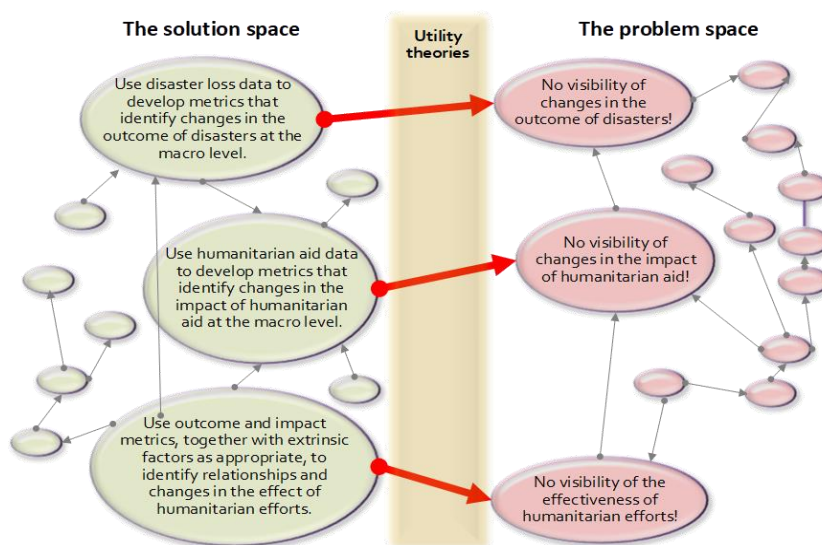 The solution space
Utility
theories
The problem space
Use disaster loss data to
develop metrics that
identify changes in the
outcome of disasters at the
macro level.
No visibility of
changes in the
outcome of disasters!
Use humanitarian aid data
to develop metrics that
identify changes in the
impact of humanitarian
aid at the macro level.
No visibility of
changes in the impact
of humanitarian aid!
Use outcome and impact
metrics, together with extrinsic
factors as appropriate, to
identify relationships and
changes in the effect of
humanitarian efforts.
No visibility of the
effectiveness of
humanitarian efforts!